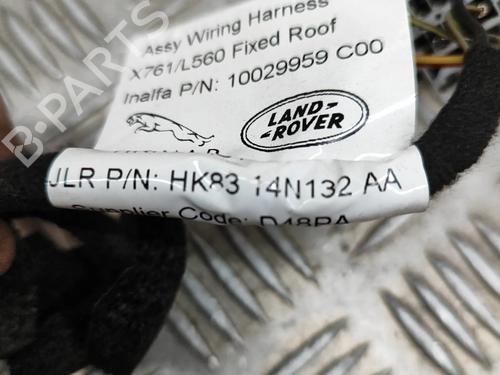 Assy Wiring Harness
X761/L560 Fixed Roof
Inalfa P/N: 10029959 C00
LAND-
ROVER
JLR P/N: HK83 14N132 AA
Supplier Code: D48PA
B-PARTS